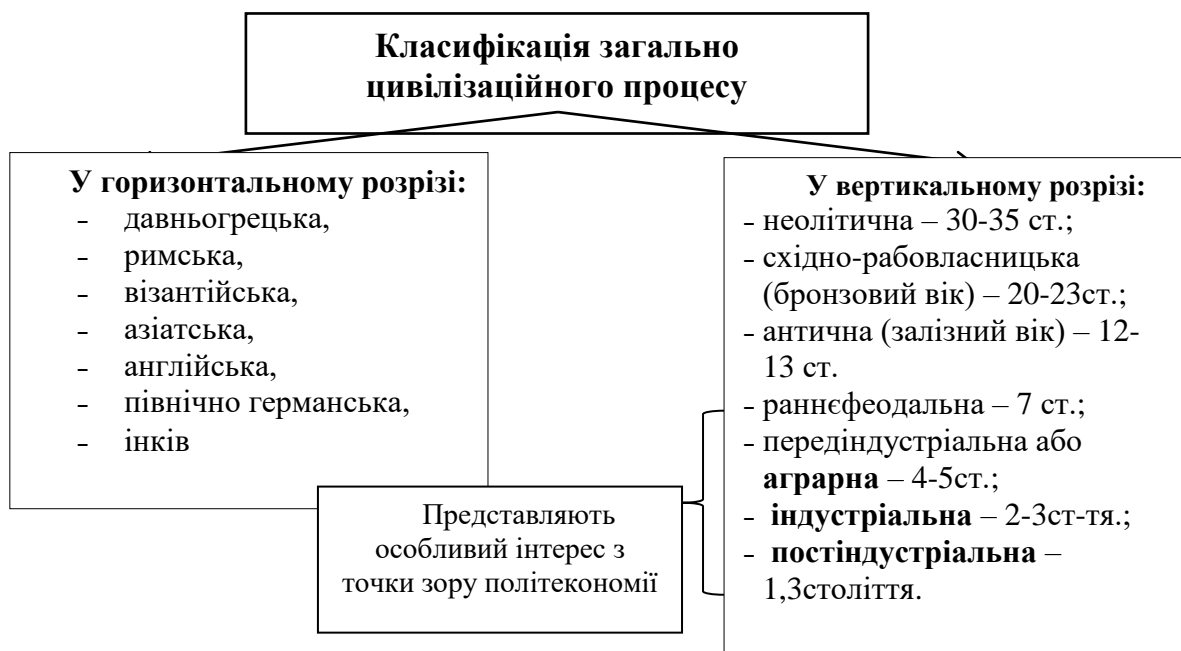 Класифікація загально
цивілізаційного процесу
У горизонтальному розрізі:
- давньогрецька,
- римська,
- візантійська,
- азіатська,
- англійська,
- північно германська,
- інків
У вертикальному розрізі:
- неолітична – 30-35 ст.;
- східно-рабовласницька
(бронзовий вік) – 20-23ст.;
- антична (залізний вік) – 12-
13 ст.
- раннєфеодальна – 7 ст.;
- передіндустріальна або
аграрна – 4-5ст.;
- індустріальна – 2-3ст-тя.;
- постіндустріальна –
1,3століття.
Представляють
особливий інтерес з
точки зору політекономії